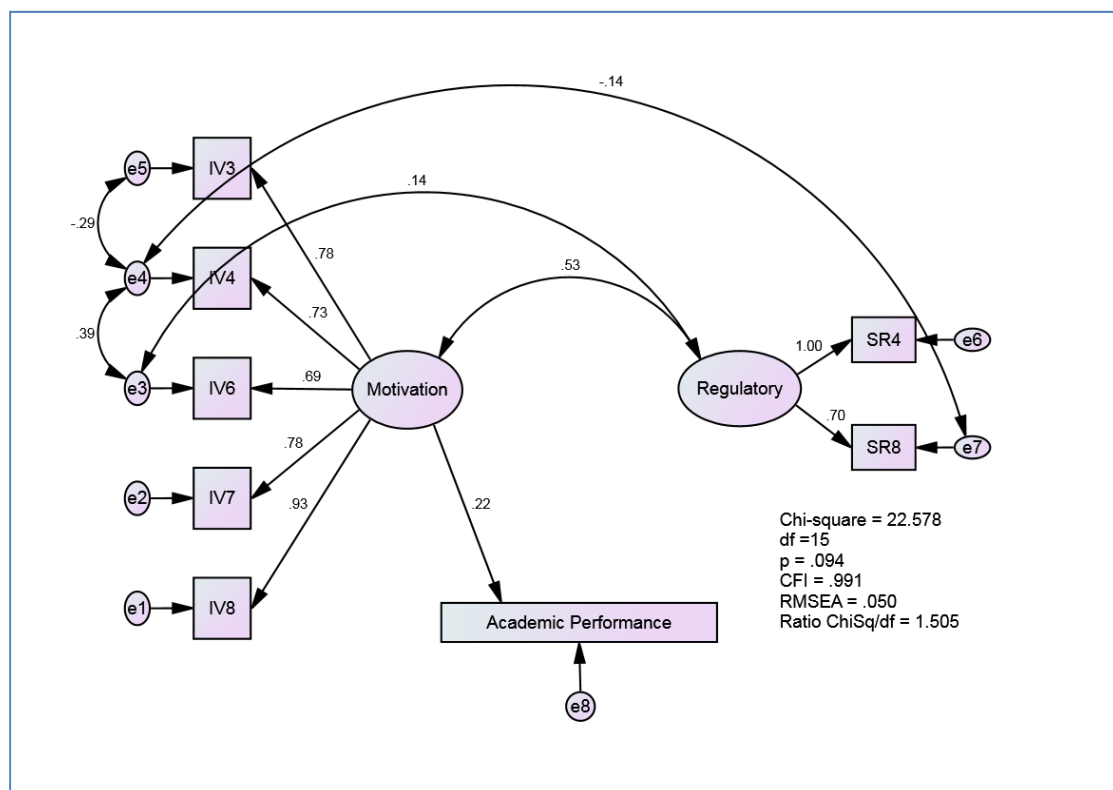 -.14
e5
IV3
.14
-.29
.78
e4
IV4
.53
.73
.39
SR4
e6
1.00
e3
IV6
.69
Motivation
Regulatory
.70
.78
SR8
e7
e2
IV7
.93
.22
Chi-square = 22.578
df =15
p = .094
CFI = .991
RMSEA = .050
Ratio ChiSq/df = 1.505
e1
IV8
Academic Performance
e8